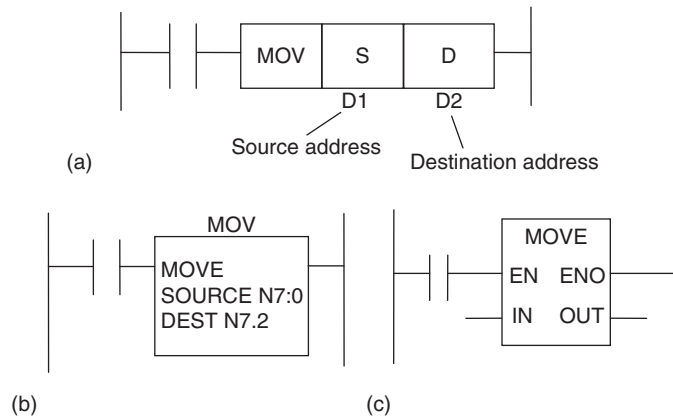 MOV S D
D1 D2
Source address
Destination address
(a)
MOV
MOVE
SOURCE N7:0
DEST N7.2
(b)
MOVE
EN ENO
IN OUT
(c)